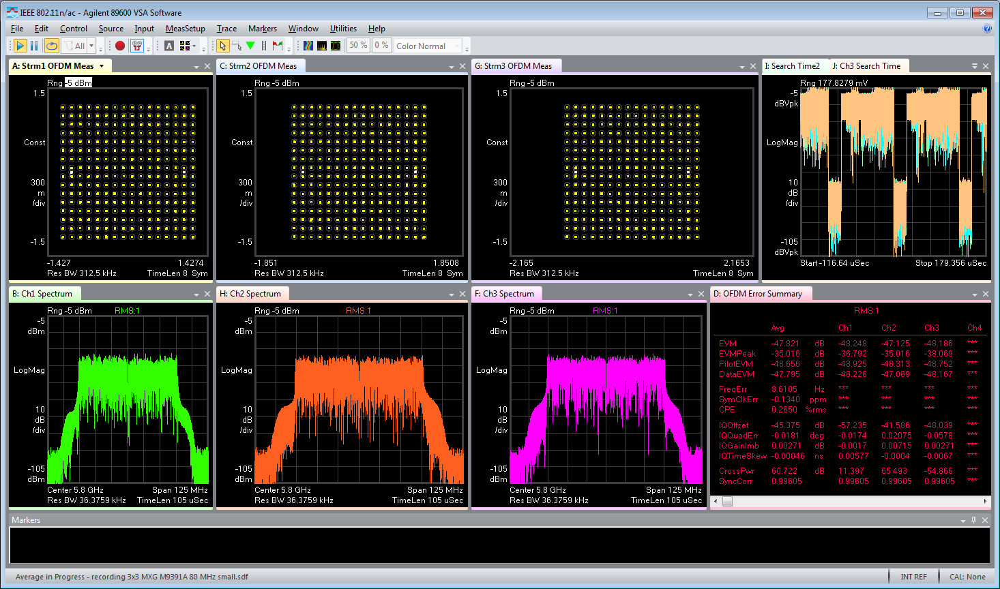 IEEE 802.11n/ac - Agilent 89600 VSA Software
File Edit Control Source Input MeasSetup Trace Markers Window Utilities Help
All A 50 % 0 % Color Normal
A: Strm1 OFDM Meas
Rng -5 dBm
1.5
Const
300
m
/div
-1.5
-1.427 1.4274
Res BW 312.5 kHz TimeLen 8 Sym
C: Strm2 OFDM Meas
Rng -5 dBm
1.5
Const
300
m
/div
-1.5
-1.851 1.8508
Res BW 312.5 kHz TimeLen 8 Sym
G: Strm3 OFDM Meas
Rng -5 dBm
1.5
Const
300
m
/div
-1.5
-2.165 2.1653
Res BW 312.5 kHz TimeLen 8 Sym
I: Search Time2 J: Ch3 Search Time
Rng 177.8279 mV
-5
dBVpk
LogMag
10
dB
/div
-105
dBVpk
Start -116.64 uSec Stop 179.356 uSec
B: Ch1 Spectrum
Rng -5 dBm RMS:1
-5
dBm
LogMag
10
dB
/div
-105
dBm
Center 5.8 GHz Span 125 MHz
Res BW 36.3759 kHz TimeLen 105 uSec
H: Ch2 Spectrum
Rng -5 dBm RMS:1
-5
dBm
LogMag
10
dB
/div
-105
dBm
Center 5.8 GHz Span 125 MHz
Res BW 36.3759 kHz TimeLen 105 uSec
F: Ch3 Spectrum
Rng -5 dBm RMS:1
-5
dBm
LogMag
10
dB
/div
-105
dBm
Center 5.8 GHz Span 125 MHz
Res BW 36.3759 kHz TimeLen 105 uSec
D: OFDM Error Summary
RMS:1
Avg Ch1 Ch2 Ch3 Ch4
EVM -47.821 dB -48.248 -47.125 -48.186 ***
EVMPeak -35.016 dB -36.792 -35.016 -38.069 ***
PilotEVM -48.656 dB -48.925 -48.313 -48.752 ***
DataEVM -47.795 dB -48.226 -47.089 -48.167 ***
FreqErr 8.6105 Hz *** *** *** ***
SymClkErr -0.1340 ppm *** *** *** ***
CPE 0.2650 %rms *** *** *** ***
IQOffset -45.375 dB -57.235 -41.586 -48.039 ***
IQQuadErr -0.0181 deg -0.0174 0.02075 -0.0578 ***
IQGainImb 0.00271 dB -0.0017 0.00715 0.00271 ***
IQTimeSkew -0.00046 ns 0.00577 -0.0004 -0.0067 ***
CrossPwr 60.722 dB 11.397 65.493 -54.866 ***
SyncCorr 0.99605 0.99605 0.99605 0.99605 ***
Markers
Average in Progress - recording 3x3 MXG M9391A 80 MHz small.sdf INT REF CAL: None